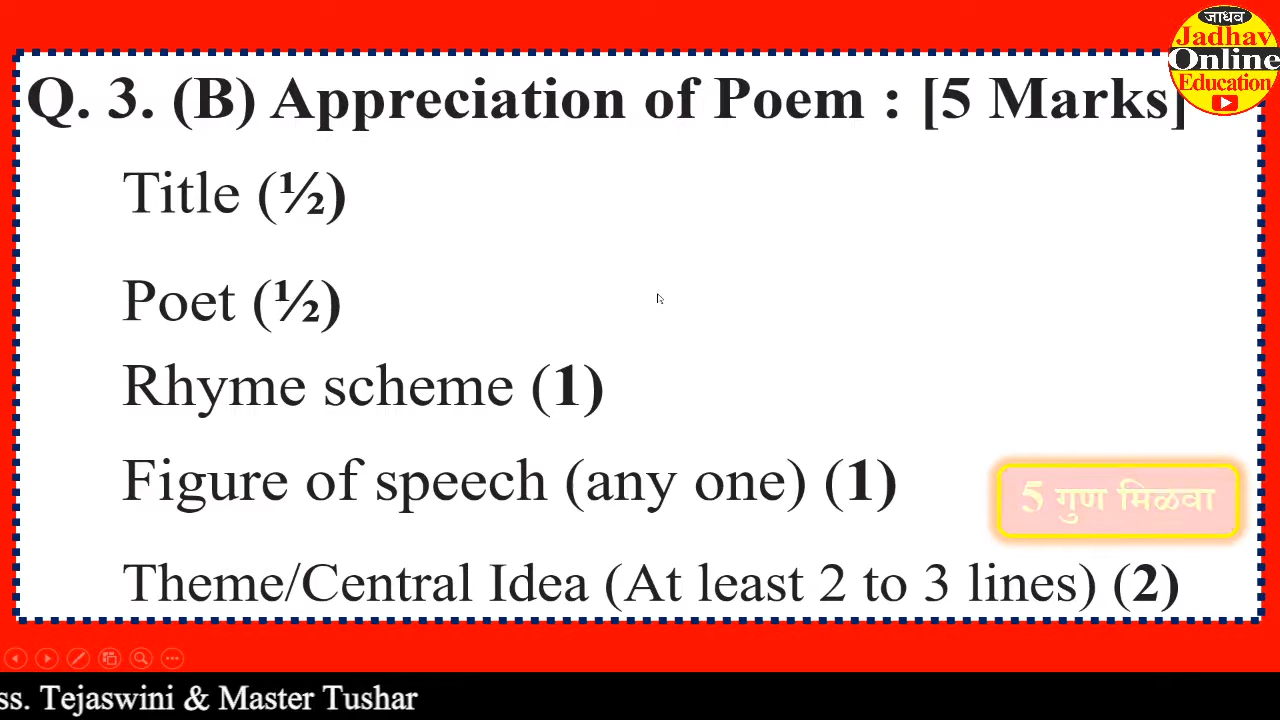 जाधव
Jadhav
Online
Education
Q. 3. (B) Appreciation of Poem : [5 Marks]
Title (½)
Poet (½)
Rhyme scheme (1)
Figure of speech (any one) (1)
5 गुण मिळवा
Theme/Central Idea (At least 2 to 3 lines) (2)
ss. Tejaswini & Master Tushar